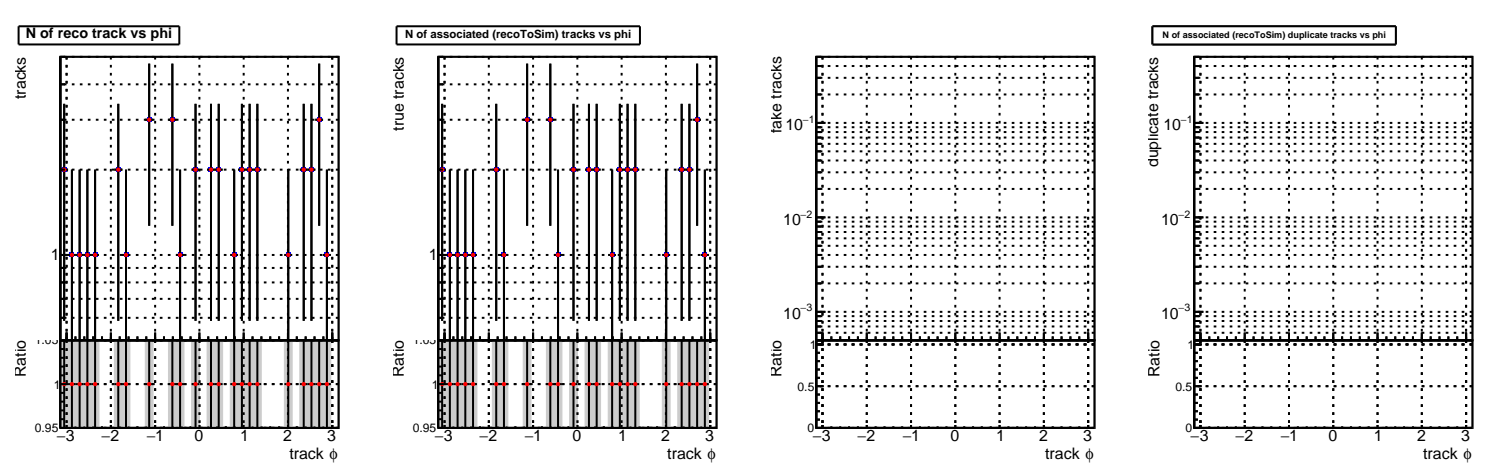 N of reco track vs phi
tracks
1
1.05
Ratio
1
0.95
−3 −2 −1 0 1 2 3
track ϕ
N of associated (recoToSim) tracks vs phi
true tracks
1
1.05
Ratio
1
0.95
−3 −2 −1 0 1 2 3
track ϕ
fake tracks
10−1
10−2
10−3
Ratio
1
0.5
0
−3 −2 −1 0 1 2 3
track ϕ
N of associated (recoToSim) duplicate tracks vs phi
duplicate tracks
10−1
10−2
10−3
Ratio
1
0.5
0
−3 −2 −1 0 1 2 3
track ϕ